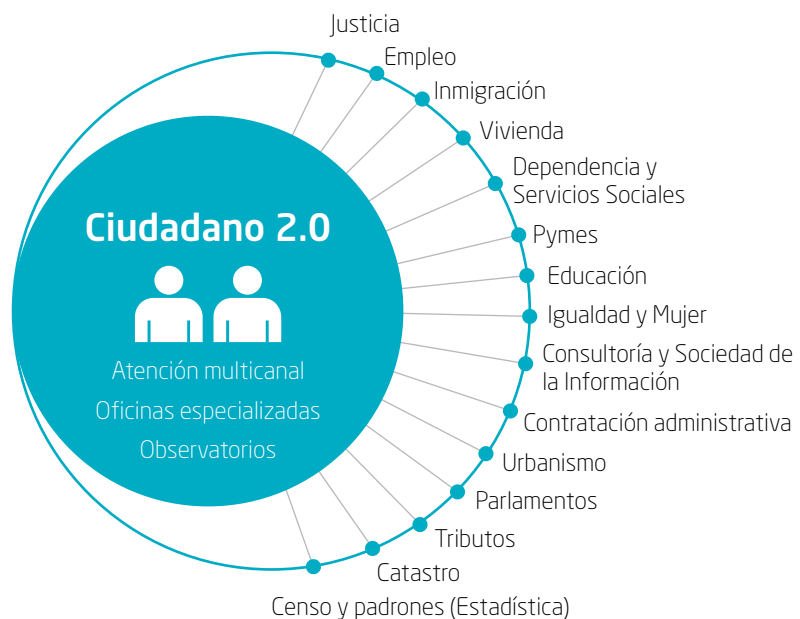 Justicia
Empleo
Inmigración
Vivienda
Dependencia y
Servicios Sociales
Pymes
Educación
Igualdad y Mujer
Consultoría y Sociedad de
la Información
Contratación administrativa
Urbanismo
Parlamentos
Tributos
Catastro
Censo y padrones (Estadística)
Ciudadano 2.0
Atención multicanal
Oficinas especializadas
Observatorios